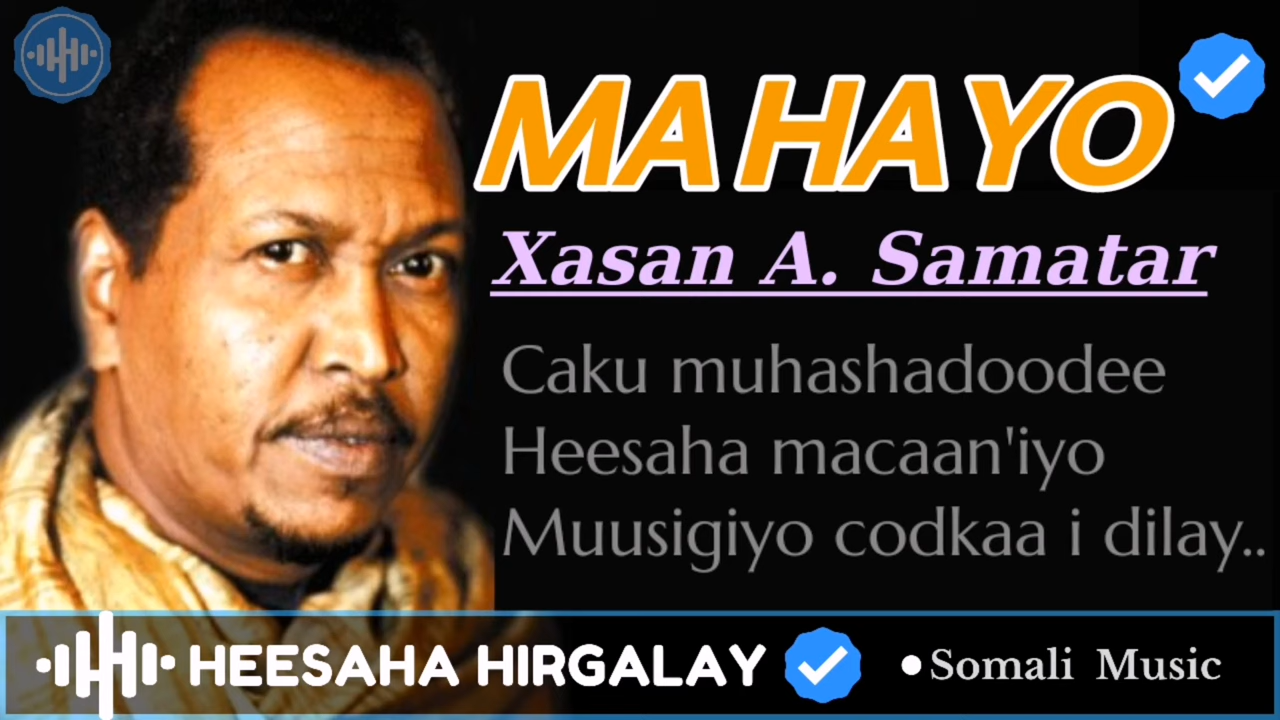 MAHAYO
Xasan A. Samatar
Caku muhashadoodee
Heesaha macaan'iyo
Muusigiyo codkaa i dilay..
HEESAHA HIRGALAY
•Somali Music